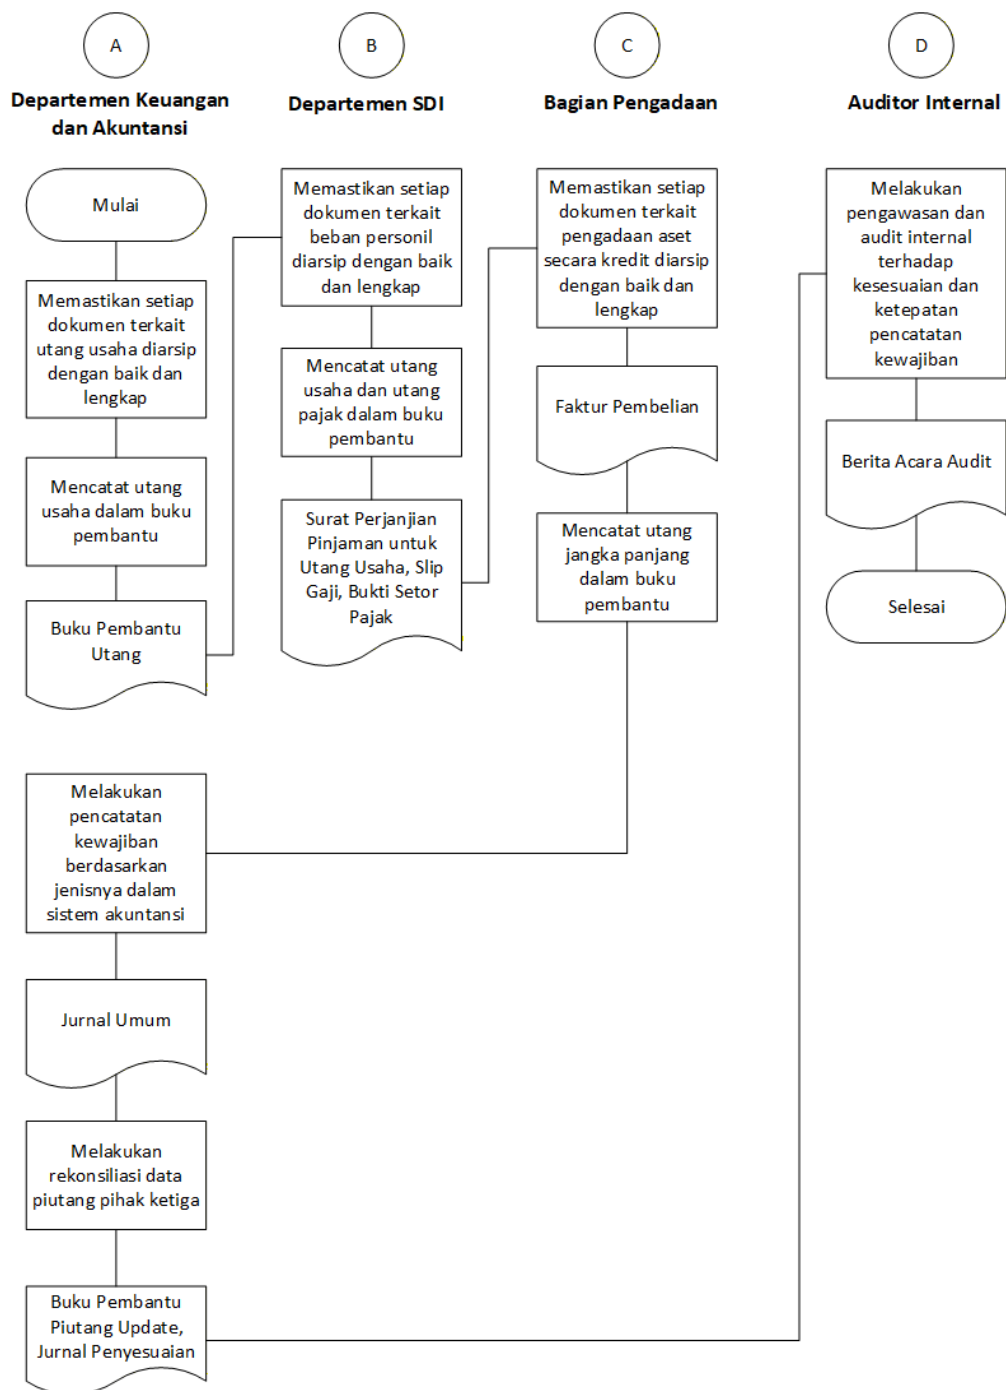 A
Departemen Keuangan
dan Akuntansi
Mulai
Memastikan setiap
dokumen terkait
utang usaha diarsip
dengan baik dan
lengkap
Mencatat utang
usaha dalam buku
pembantu
Buku Pembantu
Utang
B
Departemen SDI
Memastikan setiap
dokumen terkait
beban personil
diarsip dengan baik
dan lengkap
Mencatat utang
usaha dan utang
pajak dalam buku
pembantu
Surat Perjanjian
Pinjaman untuk
Utang Usaha, Slip
Gaji, Bukti Setor
Pajak
C
Bagian Pengadaan
Memastikan setiap
dokumen terkait
pengadaan aset
secara kredit diarsip
dengan baik dan
lengkap
Faktur Pembelian
Mencatat utang
jangka panjang
dalam buku
pembantu
Melakukan
pencatatan
kewajiban
berdasarkan
jenisnya dalam
sistem akuntansi
Jurnal Umum
Melakukan
rekonsiliasi data
piutang pihak ketiga
Buku Pembantu
Piutang Update,
Jurnal Penyesuaian
D
Auditor Internal
Melakukan
pengawasan dan
audit internal
terhadap
kesesuaian dan
ketepatan
pencatatan
kewajiban
Berita Acara Audit
Selesai